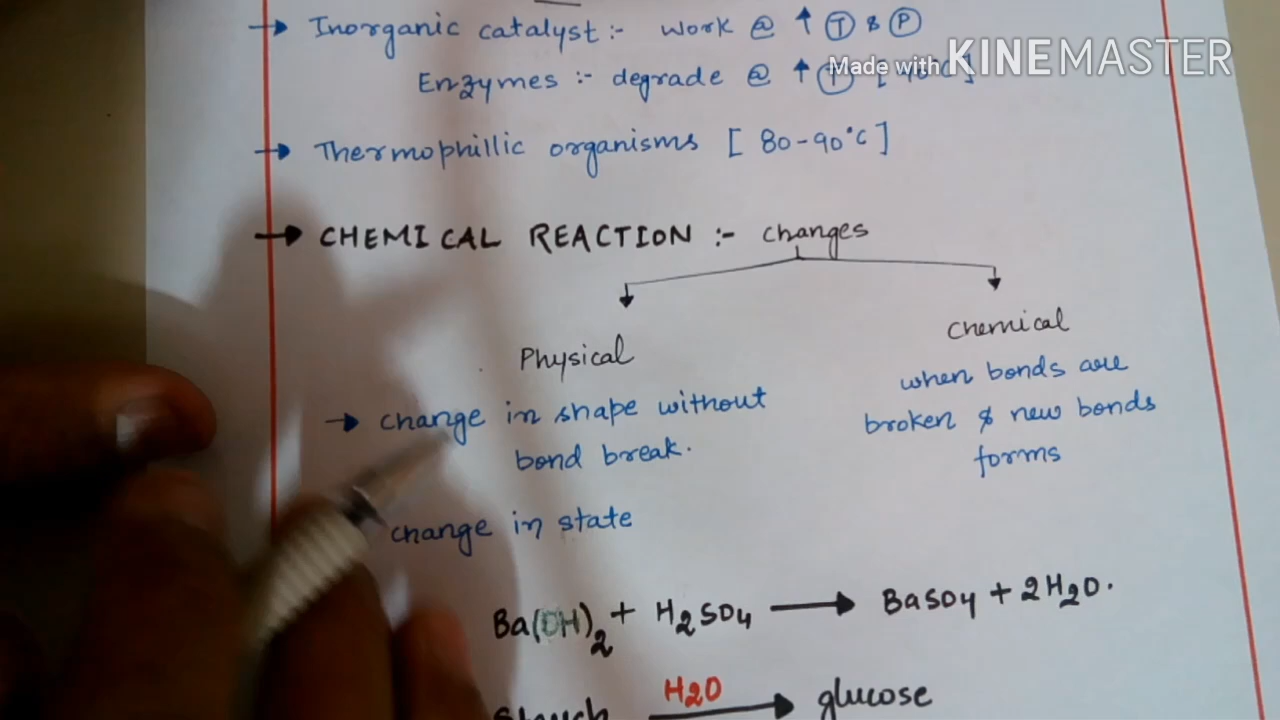 → Inorganic catalyst :- work @ ↑ Ⓣ & Ⓟ
Made with KINEMASTER
Enzymes :- degrade @ ↑ Ⓣ [ 40°C ]
→ Thermophillic organisms [ 80-90°C ]
→ CHEMICAL REACTION :- changes
Physical
Chemical
→ change in shape without
bond break.
when bonds are
broken & new bonds
forms
change in state
Ba(OH)2 + H2SO4 → BaSO4 + 2H2O.
Starch H2O → glucose